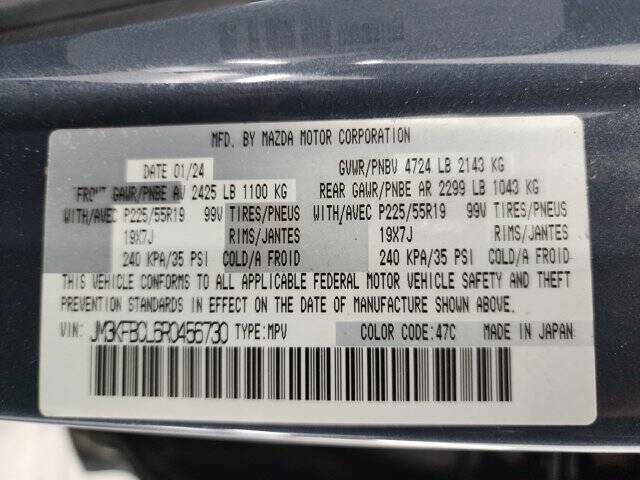 MFD. BY MAZDA MOTOR CORPORATION
DATE 01/24 GVWR/PNBV 4724 LB 2143 KG
FRONT GAWR/PNBE AV 2425 LB 1100 KG REAR GAWR/PNBE AR 2299 LB 1043 KG
WITH/AVEC P225/55R19 99V TIRES/PNEUS WITH/AVEC P225/55R19 99V TIRES/PNEUS
19X7J RIMS/JANTES 19X7J RIMS/JANTES
240 KPA/35 PSI COLD/A FROID 240 KPA/35 PSI COLD/A FROID
THIS VEHICLE CONFORMS TO ALL APPLICABLE FEDERAL MOTOR VEHICLE SAFETY AND THEFT
PREVENTION STANDARDS IN EFFECT ON THE DATE OF MANUFACTURE SHOWN ABOVE.
VIN: TYPE:MPV COLOR CODE:47C MADE IN JAPAN